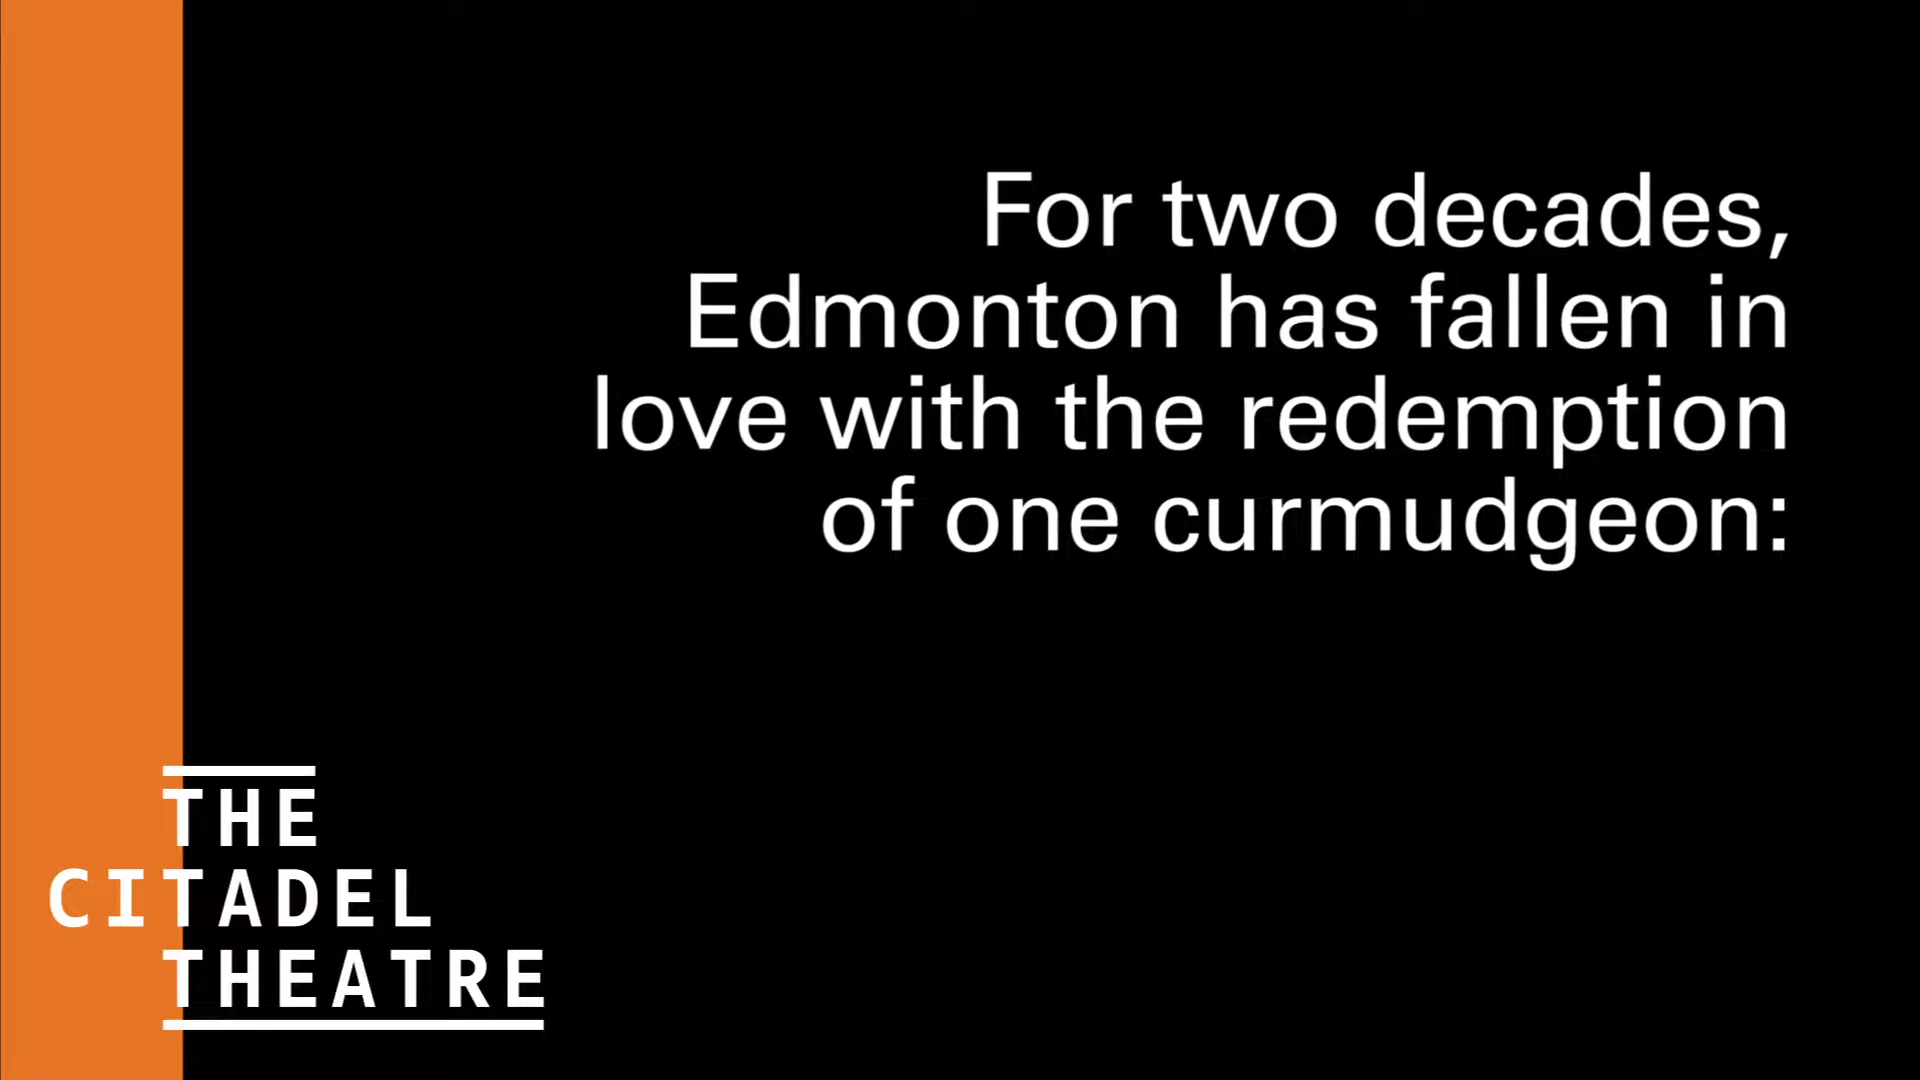 For two decades,
Edmonton has fallen in
love with the redemption
of one curmudgeon:
THE
CITADEL
THEATRE